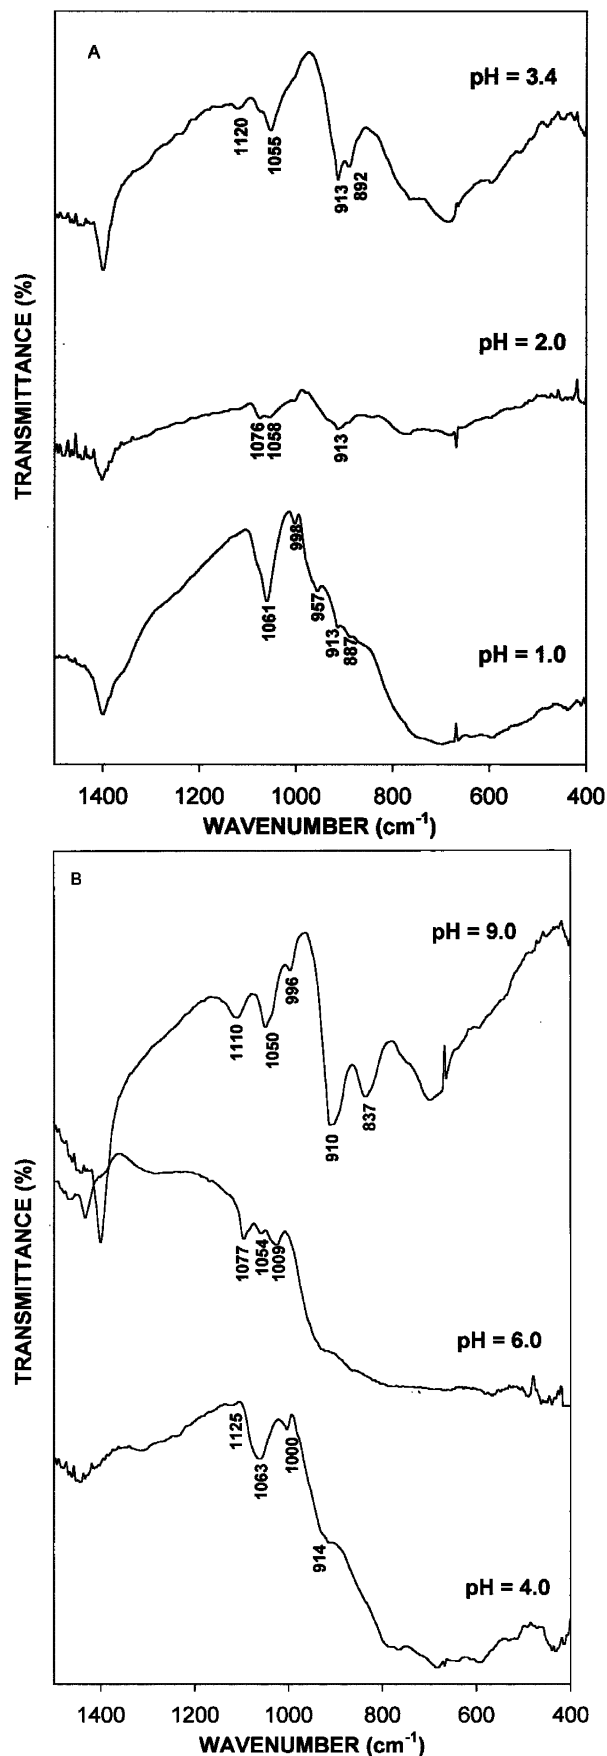 A
pH = 3.4
1120
1055
913
892
pH = 2.0
1076
1058
913
998
1061
957
913
887
pH = 1.0
TRANSMITTANCE (%)
1400 1200 1000 800 600 400
WAVENUMBER (cm⁻¹)
B
pH = 9.0
996
1110
1050
910
837
1077
1054
1009
pH = 6.0
1125
1063
1000
914
pH = 4.0
TRANSMITTANCE (%)
1400 1200 1000 800 600 400
WAVENUMBER (cm⁻¹)